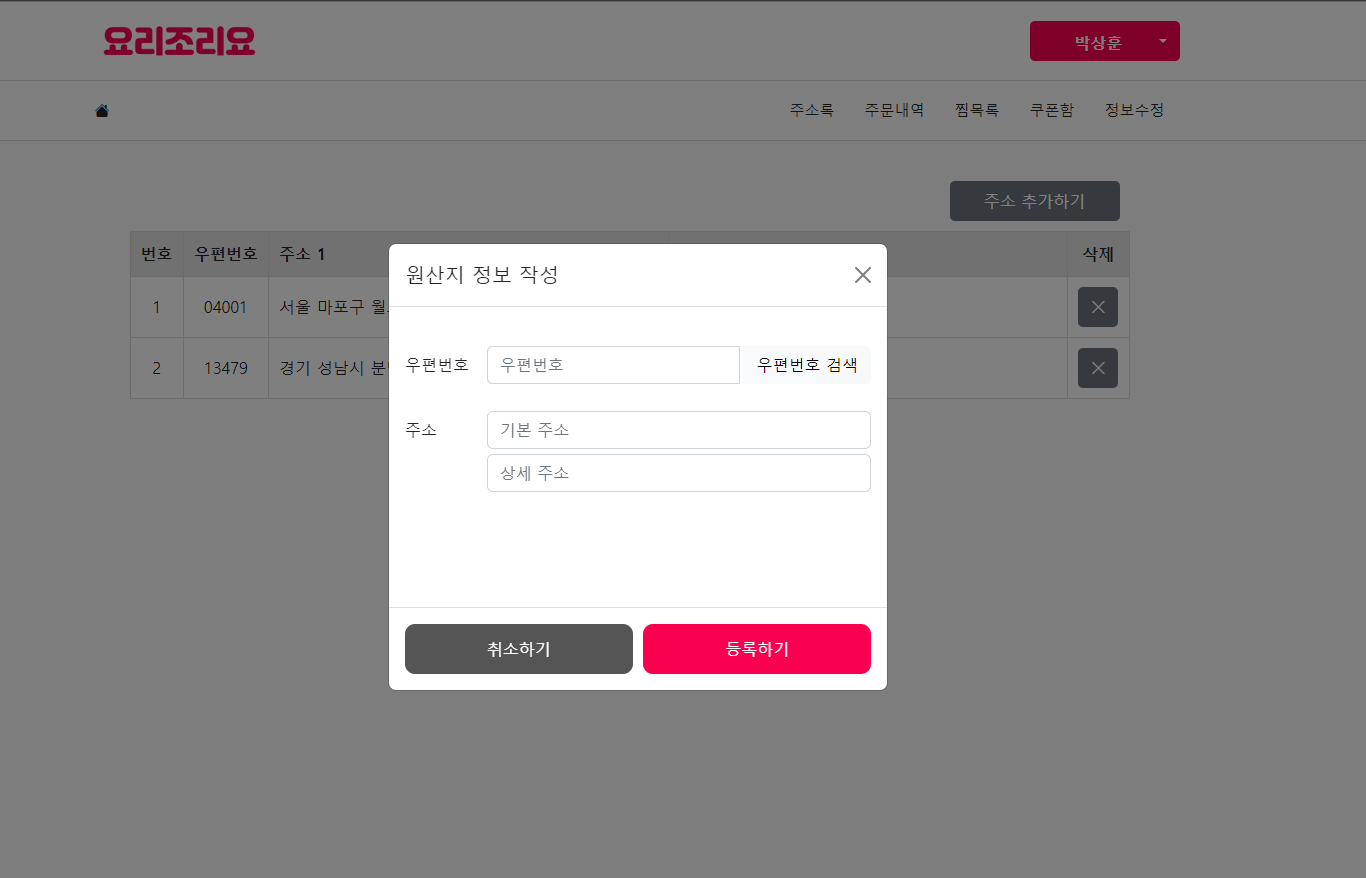 요리조리요
박상훈
주소록 주문내역 찜목록 쿠폰함 정보수정
주소 추가하기
번호 우편번호 주소 1 삭제
1 04001 서울 마포구
2 13479 경기 성남시
원산지 정보 작성
우편번호 우편번호 우편번호 검색
주소 기본 주소
상세 주소
취소하기 등록하기